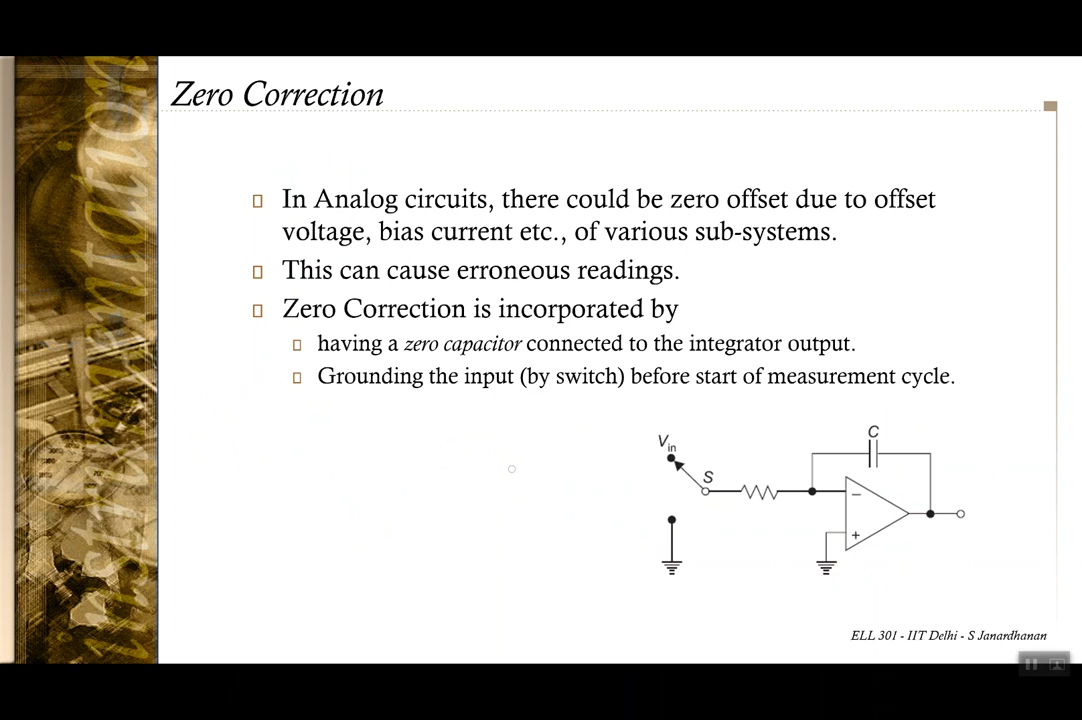 Zero Correction
In Analog circuits, there could be zero offset due to offset
voltage, bias current etc., of various sub-systems.
This can cause erroneous readings.
Zero Correction is incorporated by
having a zero capacitor connected to the integrator output.
Grounding the input (by switch) before start of measurement cycle.
C
Vin
S
−
+
ELL 301 - IIT Delhi - S Janardhanan
instrumentation